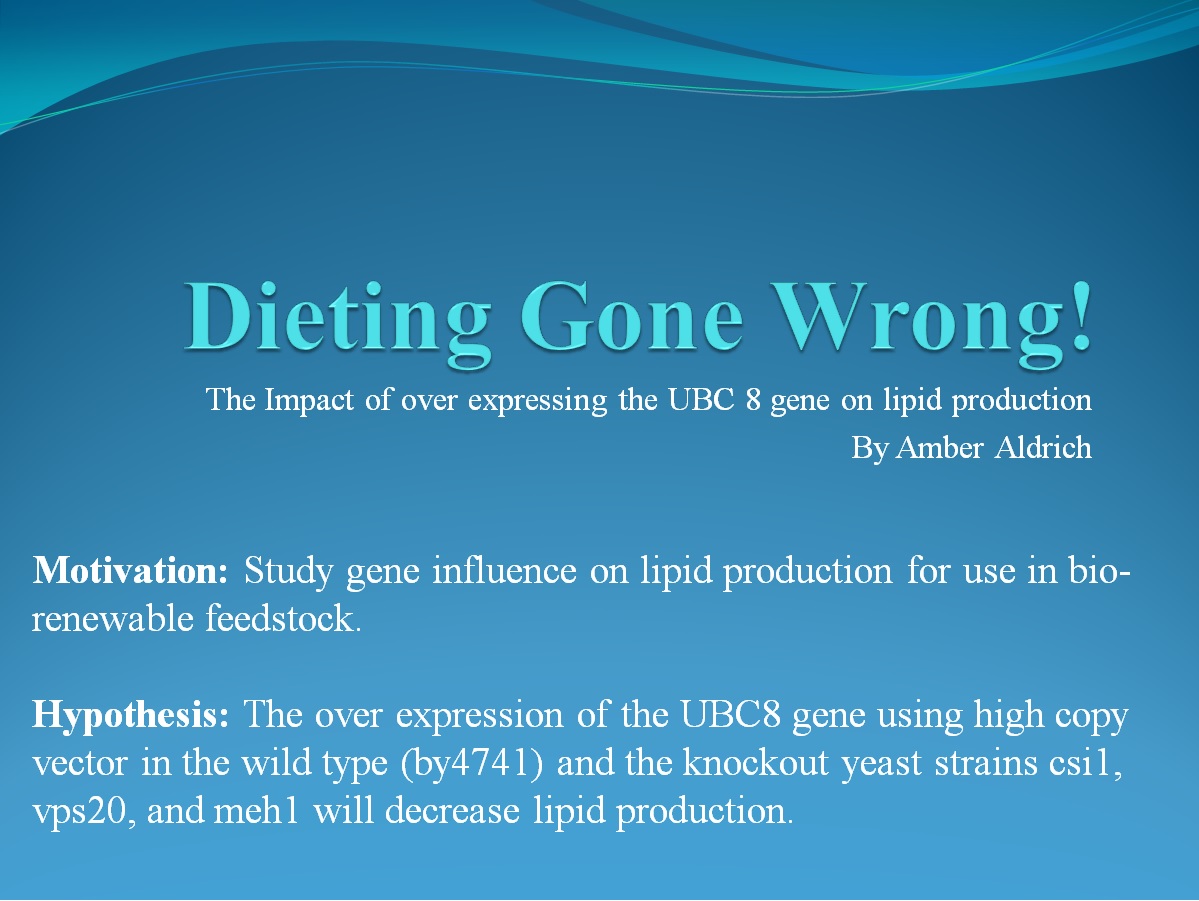 Dieting Gone Wrong!
The Impact of over expressing the UBC 8 gene on lipid production
By Amber Aldrich
Motivation: Study gene influence on lipid production for use in bio-
renewable feedstock.
Hypothesis: The over expression of the UBC8 gene using high copy
vector in the wild type (by4741) and the knockout yeast strains csi1,
vps20, and meh1 will decrease lipid production.